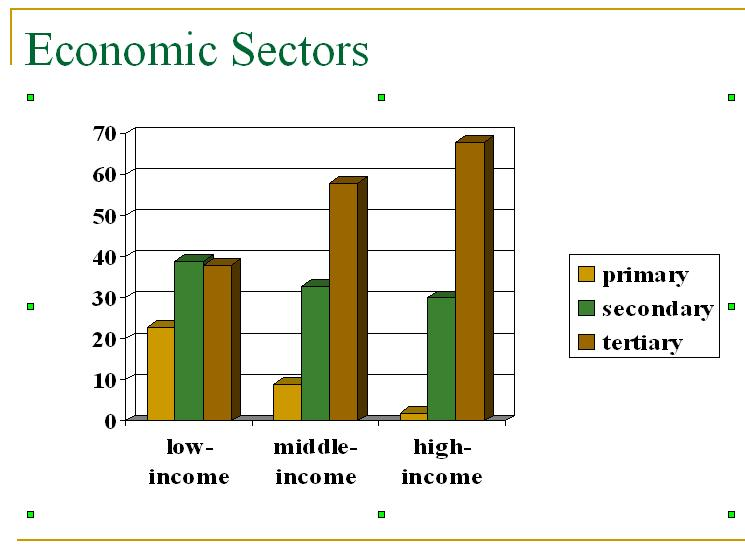 Economic Sectors
70
60
50
40
30
20
10
0
low-
income
middle-
income
high-
income
primary
secondary
tertiary